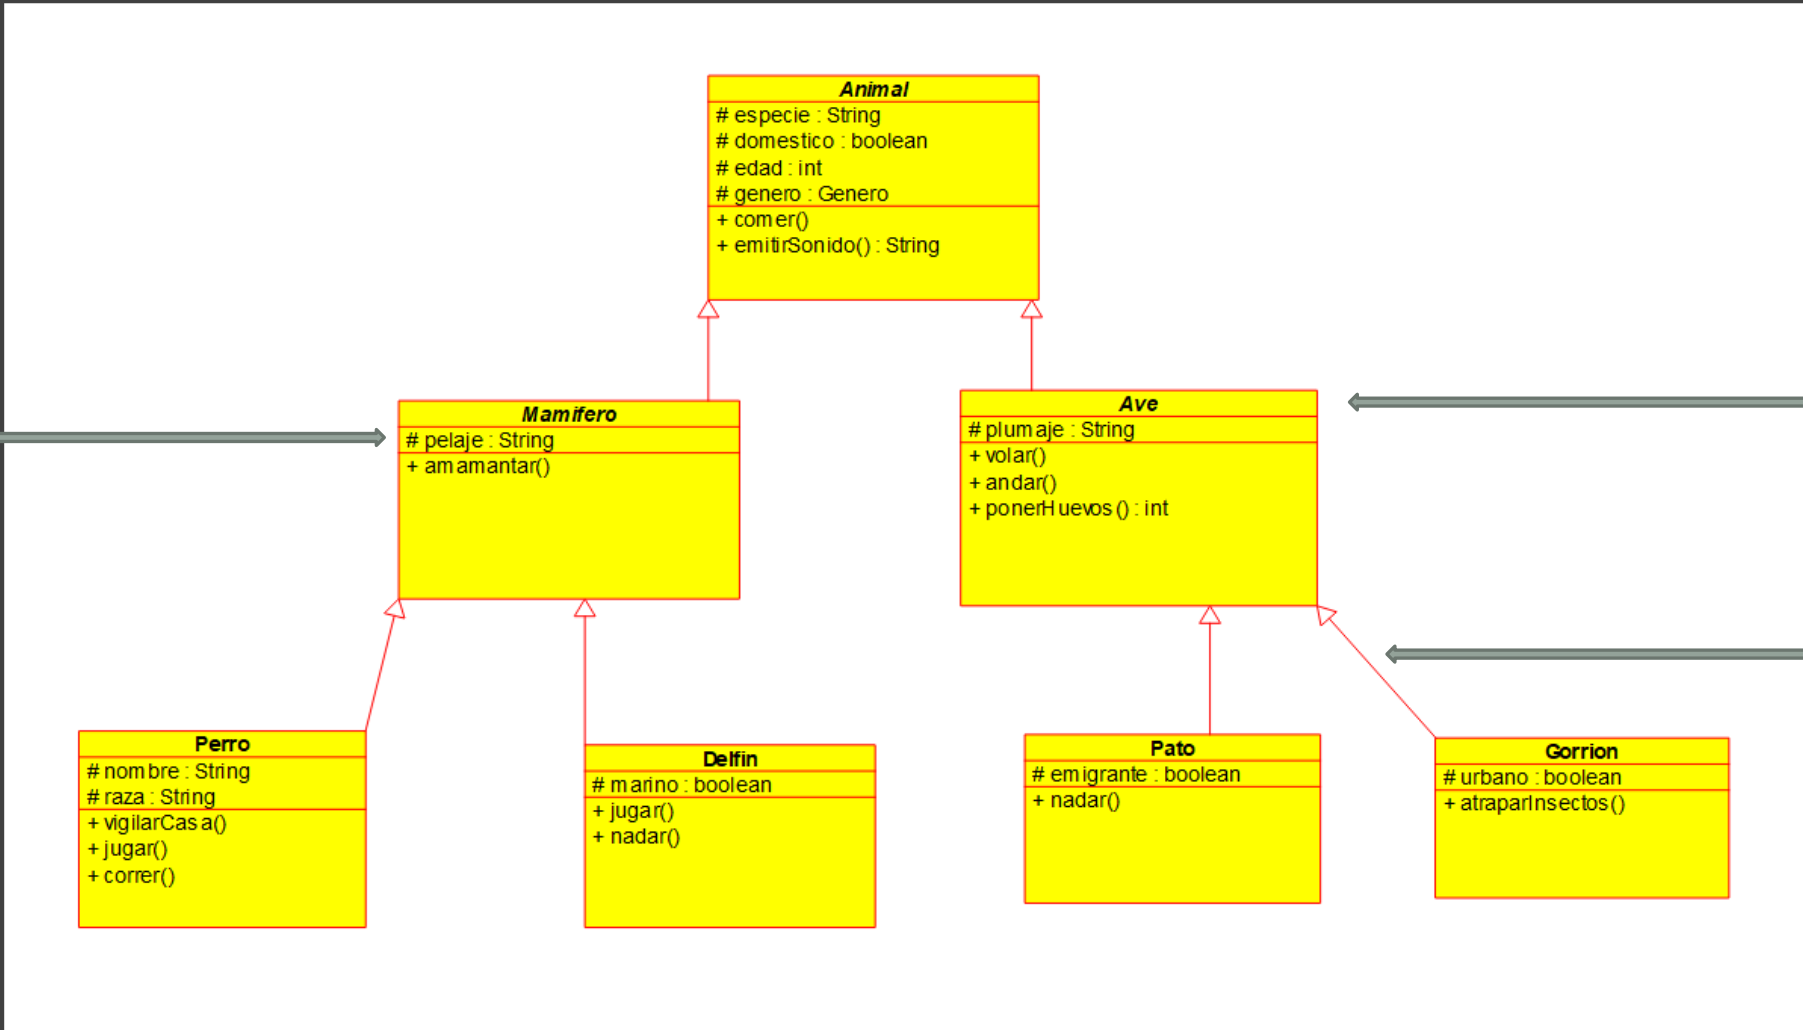 Animal
# especie : String
# domestico : boolean
# edad : int
# genero : Genero
+ comer()
+ emitirSonido() : String
Mamifero
# pelaje : String
+ amamantar()
Ave
# plumaje : String
+ volar()
+ andar()
+ ponerHuevos() : int
Perro
# nombre : String
# raza : String
+ vigilarCasa()
+ jugar()
+ correr()
Delfin
# marino : boolean
+ jugar()
+ nadar()
Pato
# emigrante : boolean
+ nadar()
Gorrion
# urbano : boolean
+ atraparInsectos()